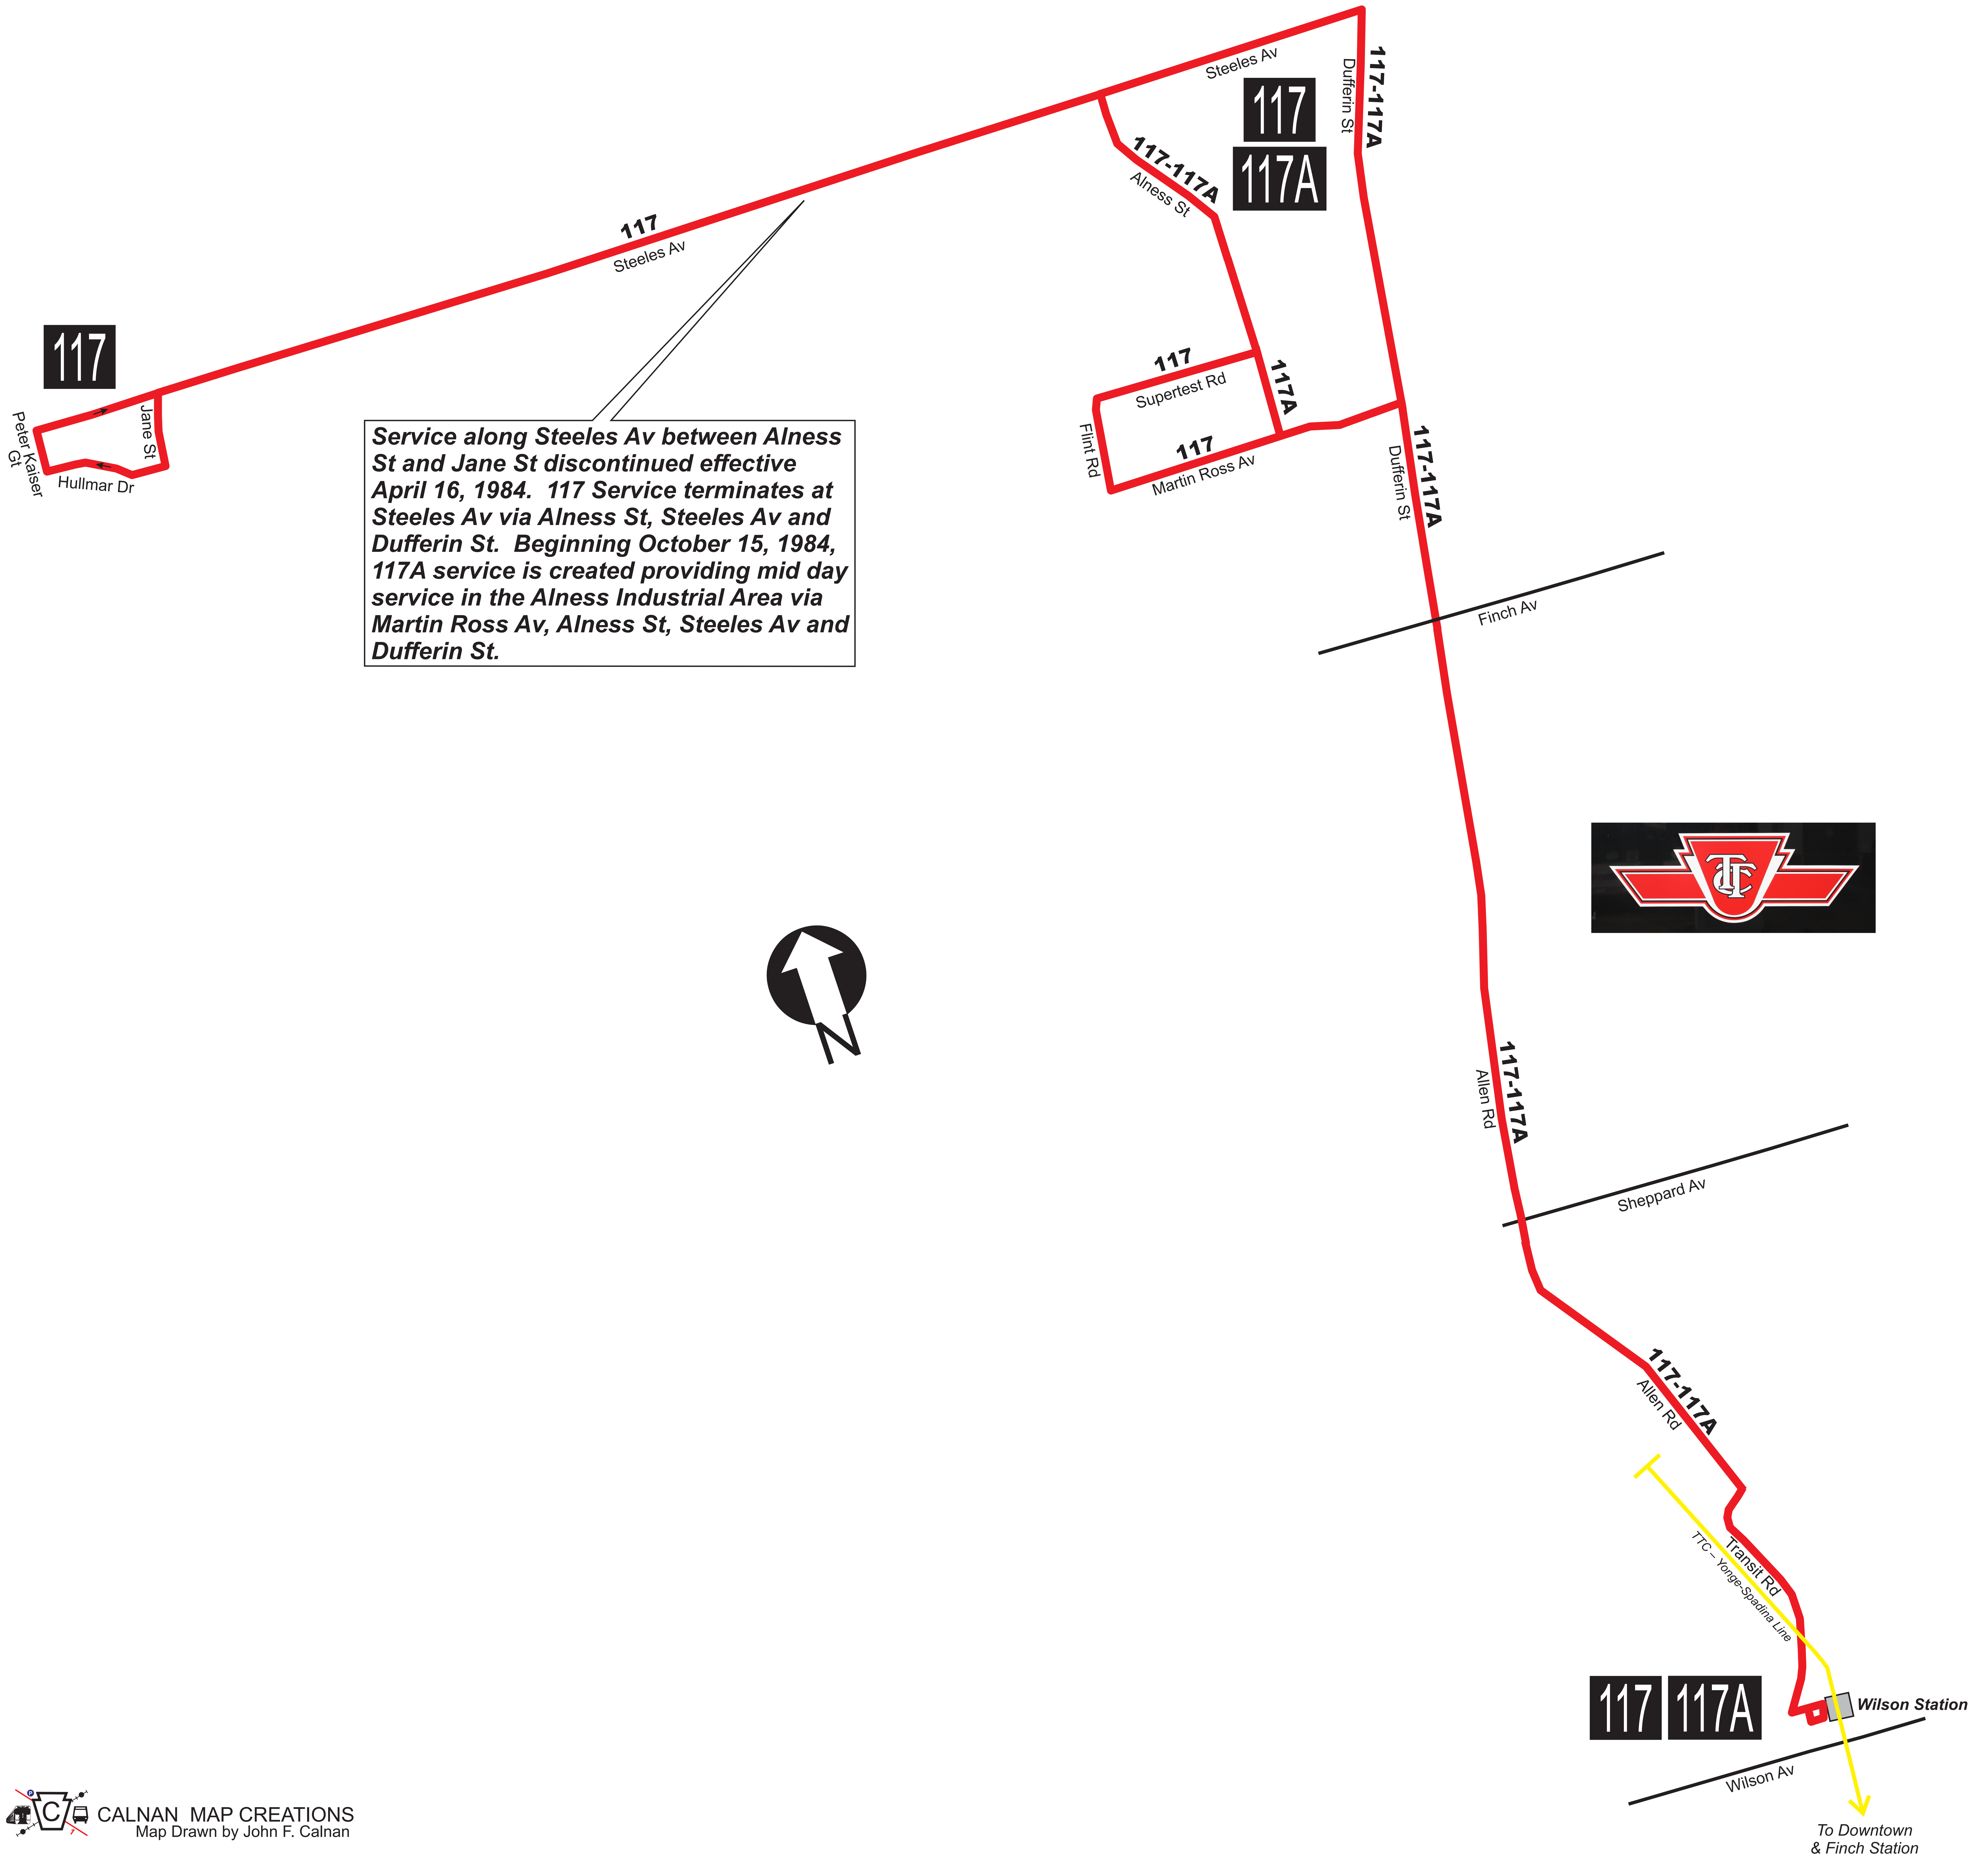 Steeles Av
117-117A
Dufferin St
117
117A
117-117A
Alness St
117
Steeles Av
117
Jane St
Peter Kaiser
Gt
Hullmar Dr
117
Supertest Rd
117A
Flint Rd
117
Martin Ross Av
117-117A
Dufferin St
Service along Steeles Av between Alness
St and Jane St discontinued effective
April 16, 1984.  117 Service terminates at
Steeles Av via Alness St, Steeles Av and
Dufferin St.  Beginning October 15, 1984,
117A service is created providing mid day
service in the Alness Industrial Area via
Martin Ross Av, Alness St, Steeles Av and
Dufferin St.
Finch Av
TTC
N
117-117A
Allen Rd
Sheppard Av
117-117A
Allen Rd
Transit Rd
TTC – Yonge-Spadina Line
117
117A
Wilson Station
Wilson Av
To Downtown
& Finch Station
C
CALNAN  MAP CREATIONS
Map Drawn by John F. Calnan